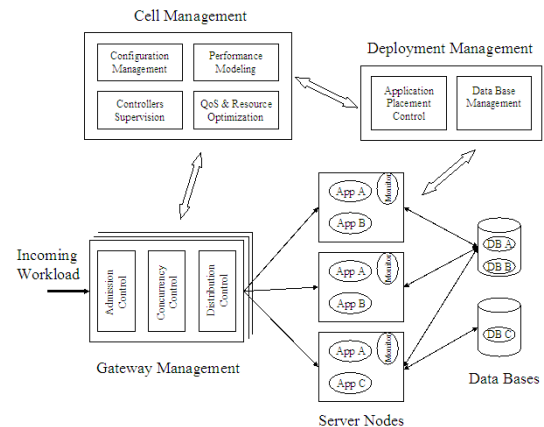 Cell Management
Configuration
Management
Performance
Modeling
Controllers
Supervision
QoS & Resource
Optimization
Deployment Management
Application
Placement
Control
Data Base
Management
Incoming
Workload
Admission
Control
Concurrency
Control
Distribution
Control
Gateway Management
App A
Monitor
App B
App A
Monitor
App B
App A
Monitor
App C
Server Nodes
DB A
DB B
DB C
Data Bases